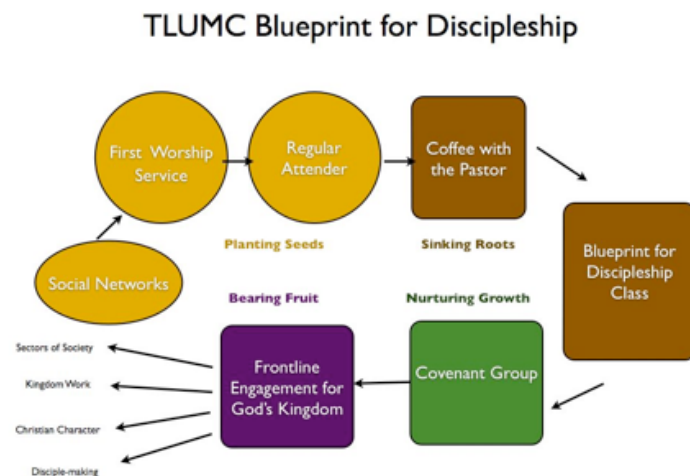 TLUMC Blueprint for Discipleship
First Worship
Service
Regular
Attender
Coffee with
the Pastor
Planting Seeds
Sinking Roots
Blueprint for
Discipleship
Class
Social Networks
Bearing Fruit
Nurturing Growth
Sectors of Society
Kingdom Work
Christian Character
Disciple-making
Frontline
Engagement for
God's Kingdom
Covenant Group